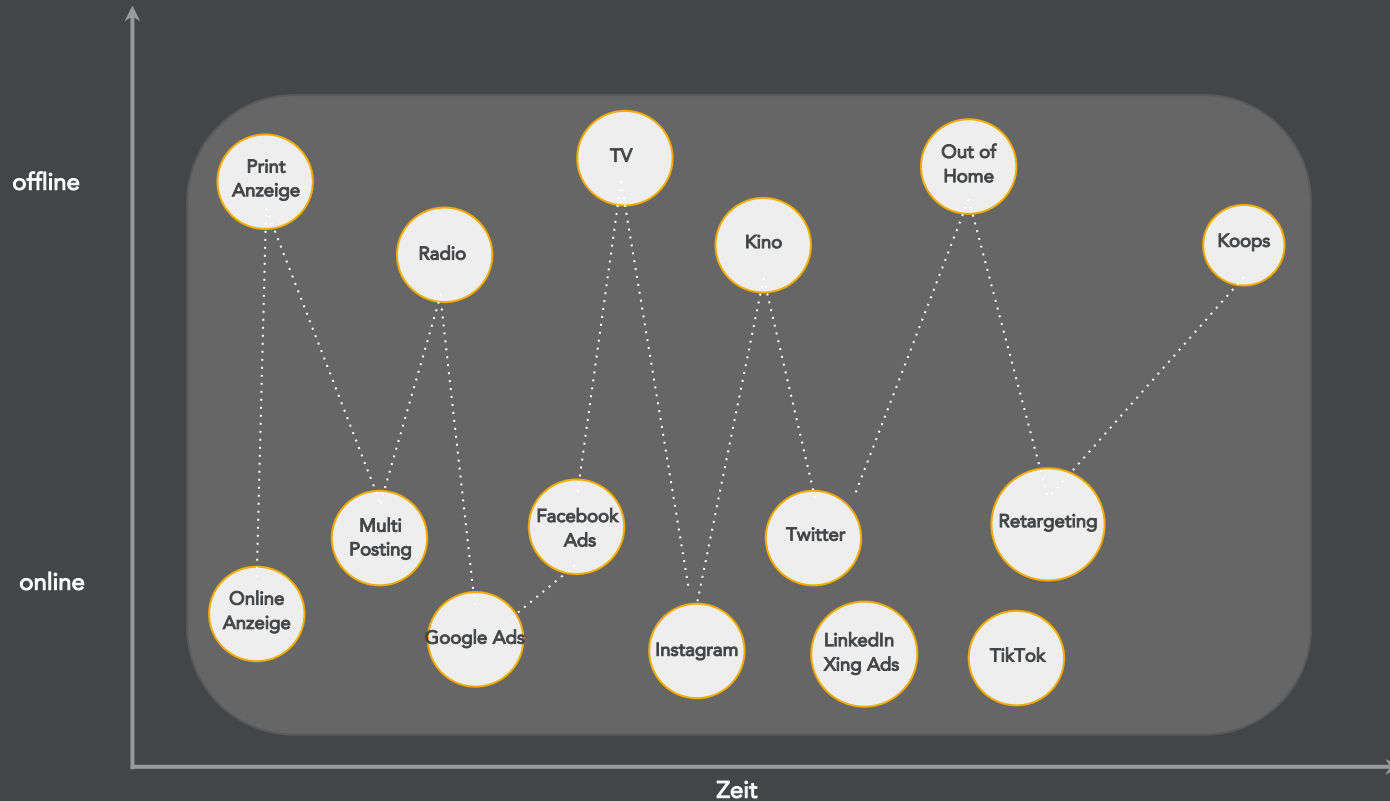 offline
Print
Anzeige
Radio
TV
Kino
Out of
Home
Koops
online
Online
Anzeige
Multi
Posting
Google Ads
Facebook
Ads
Instagram
Twitter
LinkedIn
Xing Ads
Retargeting
TikTok
Zeit